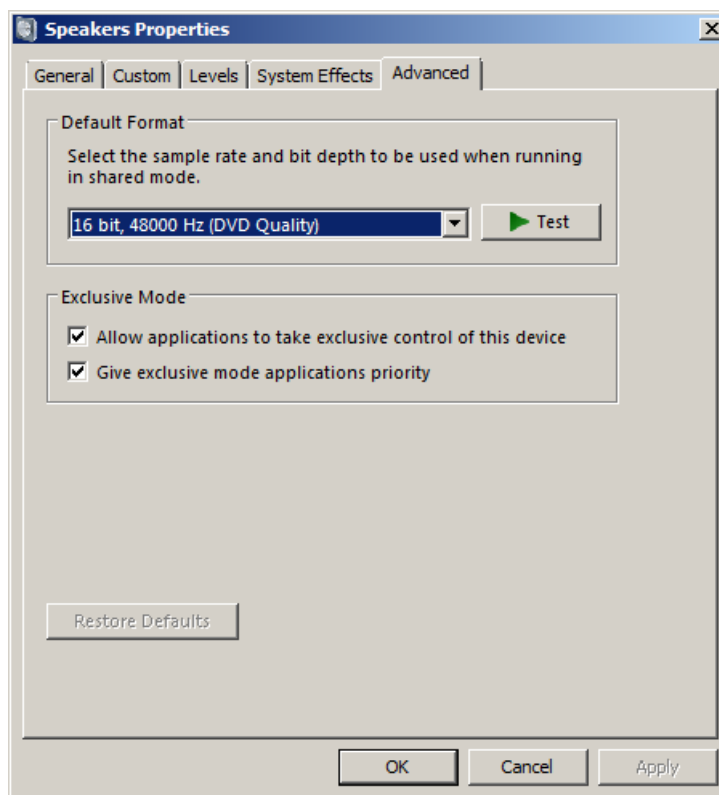 Speakers Properties
General Custom Levels System Effects Advanced
Default Format
Select the sample rate and bit depth to be used when running
in shared mode.
16 bit, 48000 Hz (DVD Quality) Test
Exclusive Mode
Allow applications to take exclusive control of this device
Give exclusive mode applications priority
Restore Defaults
OK Cancel Apply